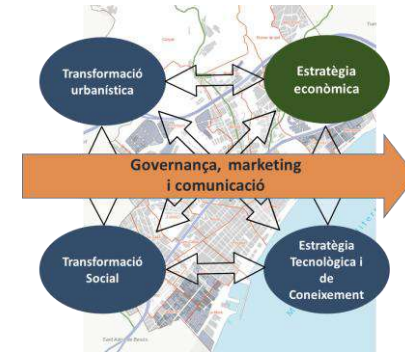 Transformació
urbanística
Estratègia
econòmica
Governança, marketing
i comunicació
Transformació
Social
Estratègia
Tecnològica i
de
Coneixement